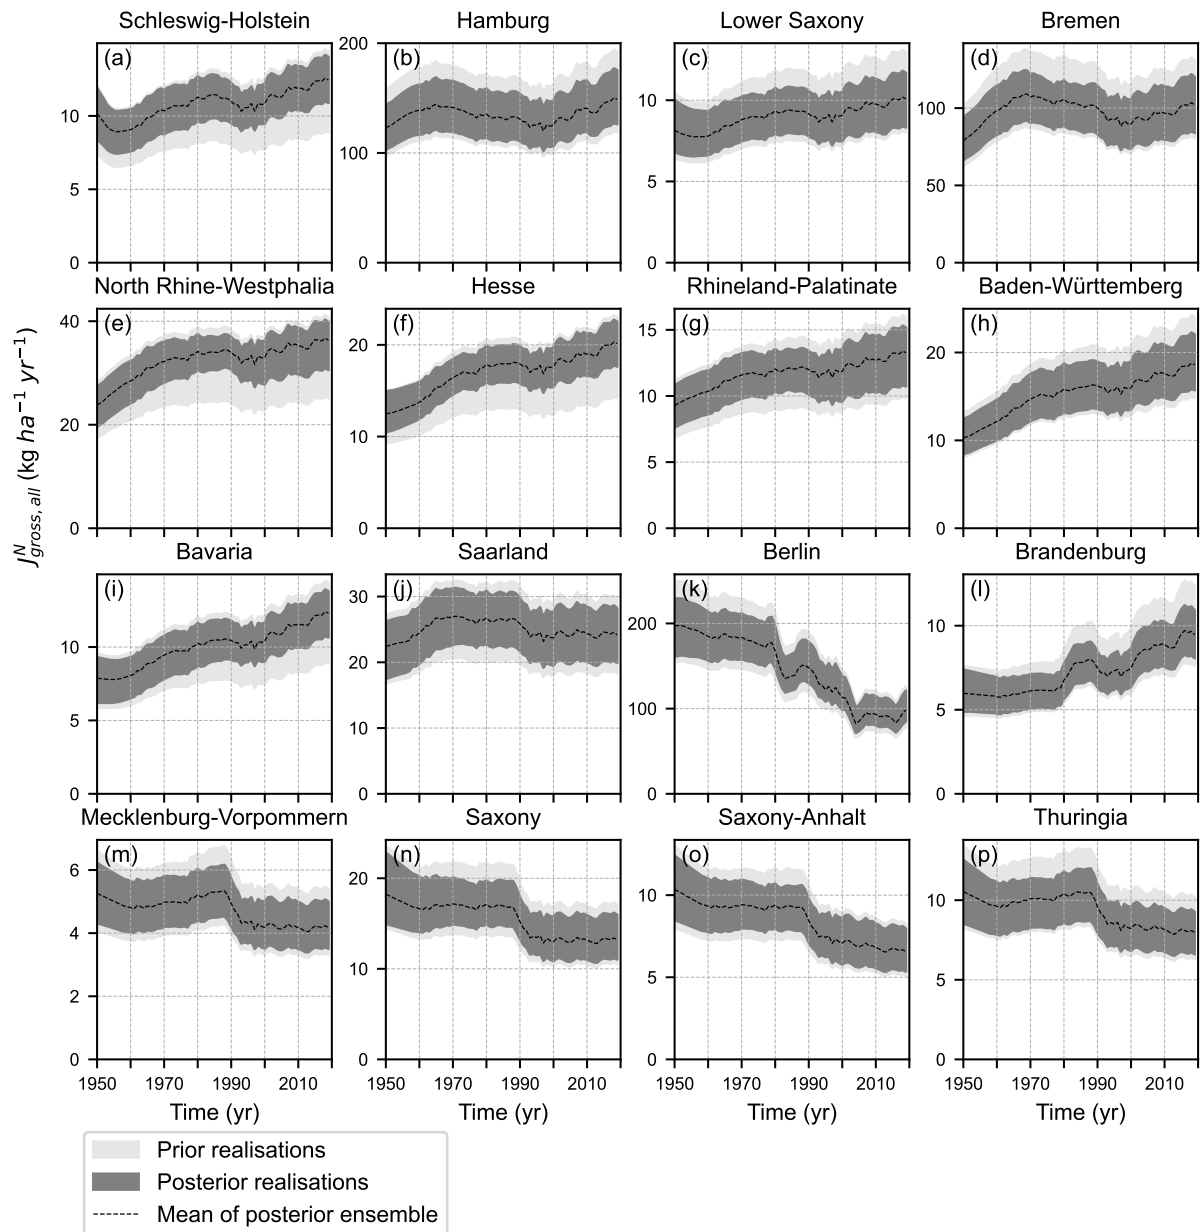 Schleswig-Holstein Hamburg Lower Saxony Bremen
(a) (b) (c) (d)
200
10 10 100
100
5 5 50
0 0 0 0
North Rhine-Westphalia Hesse Rhineland-Palatinate Baden-Württemberg
(e) (f) (g) (h)
40 20 15 20
20 10 10 10
5
0 0 0 0
J^N_{gross, all} (kg ha^{−1} yr^{−1})
Bavaria Saarland Berlin Brandenburg
(i) (j) (k) (l)
30 200 10
10 20
5 10 100 5
0 0 0 0
Mecklenburg-Vorpommern Saxony Saxony-Anhalt Thuringia
(m) (n) (o) (p)
6 20 10 10
4
2 10 5 5
0 0 0 0
1950 1970 1990 2010 1950 1970 1990 2010 1950 1970 1990 2010 1950 1970 1990 2010
Time (yr) Time (yr) Time (yr) Time (yr)
Prior realisations
Posterior realisations
Mean of posterior ensemble